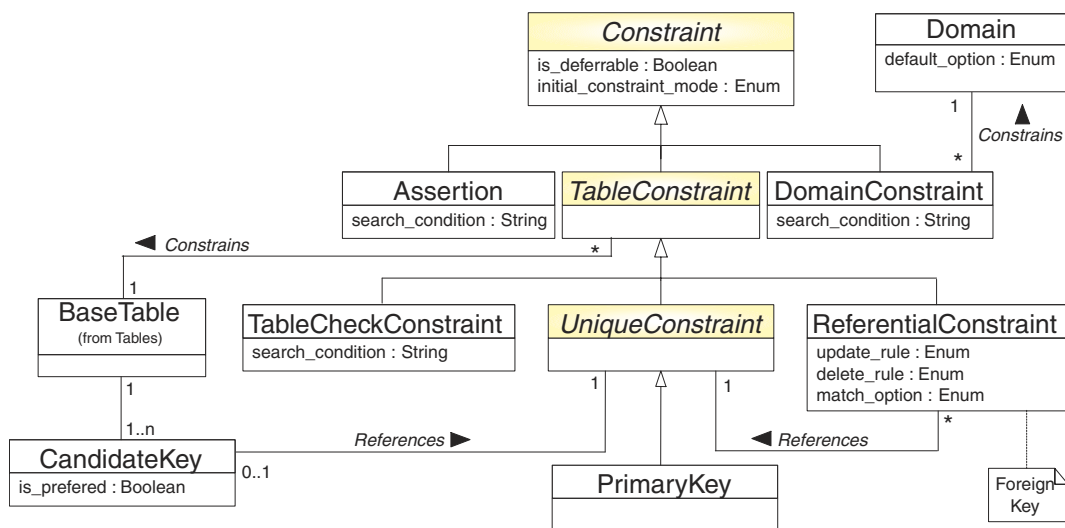 Constraint
is_deferrable : Boolean
initial_constraint_mode : Enum
Domain
default_option : Enum
1
Constrains
*
Assertion
search_condition : String
TableConstraint
DomainConstraint
search_condition : String
Constrains
*
1
BaseTable
(from Tables)
TableCheckConstraint
search_condition : String
UniqueConstraint
ReferentialConstraint
update_rule : Enum
delete_rule : Enum
match_option : Enum
1
1
1
1..n
References
References
*
CandidateKey
is_prefered : Boolean
0..1
PrimaryKey
Foreign
Key